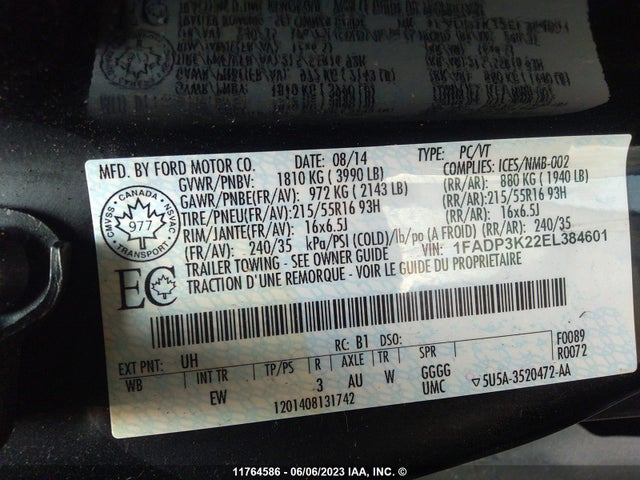 MFD. BY FORD MOTOR CO. DATE: 08/14 TYPE: PC/VT
GVWR/PNBV: 1810 KG ( 3990 LB) COMPLIES: ICES/NMB-002
GAWR/PNBE(FR/AV): 972 KG ( 2143 LB) (RR/AR): 880 KG ( 1940 LB)
TIRE/PNEU(FR/AV):215/55R16 93H (RR/AR):215/55R16 93H
RIM/JANTE(FR/AV): 16x6.5J (RR/AR): 16x6.5J
(FR/AV): 240/35 kPa/PSI (COLD)/lb/po (A FROID) (RR/AR): 240/35
TRAILER TOWING - SEE OWNER GUIDE VIN: 1FADP3K22EL384601
TRACTION D'UNE REMORQUE - VOIR GUIDE DU PROPRIETAIRE
CANADA
CMVSS NSVAC
977
TRANSPORT
EC
RC: B1 DSO:
EXT PNT: UH F0089
R0072
WB INT TR TP/PS R AXLE TR SPR
EW 3 AU W GGGG
UMC
5U5A-3520472-AA
1201408131742
11764586 - 06/06/2023 IAA, INC. ©